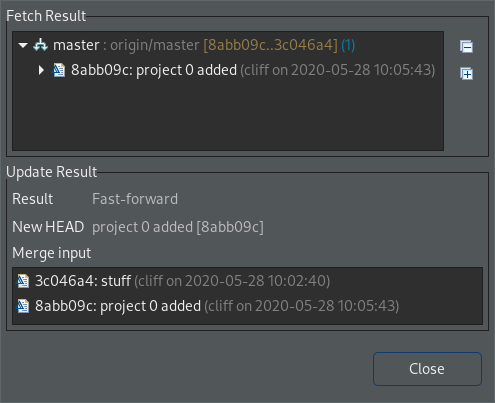 Fetch Result
master : origin/master [8abb09c..3c046a4] (1)
8abb09c: project 0 added (cliff on 2020-05-28 10:05:43)
Update Result
Result Fast-forward
New HEAD project 0 added [8abb09c]
Merge input
3c046a4: stuff (cliff on 2020-05-28 10:02:40)
8abb09c: project 0 added (cliff on 2020-05-28 10:05:43)
Close